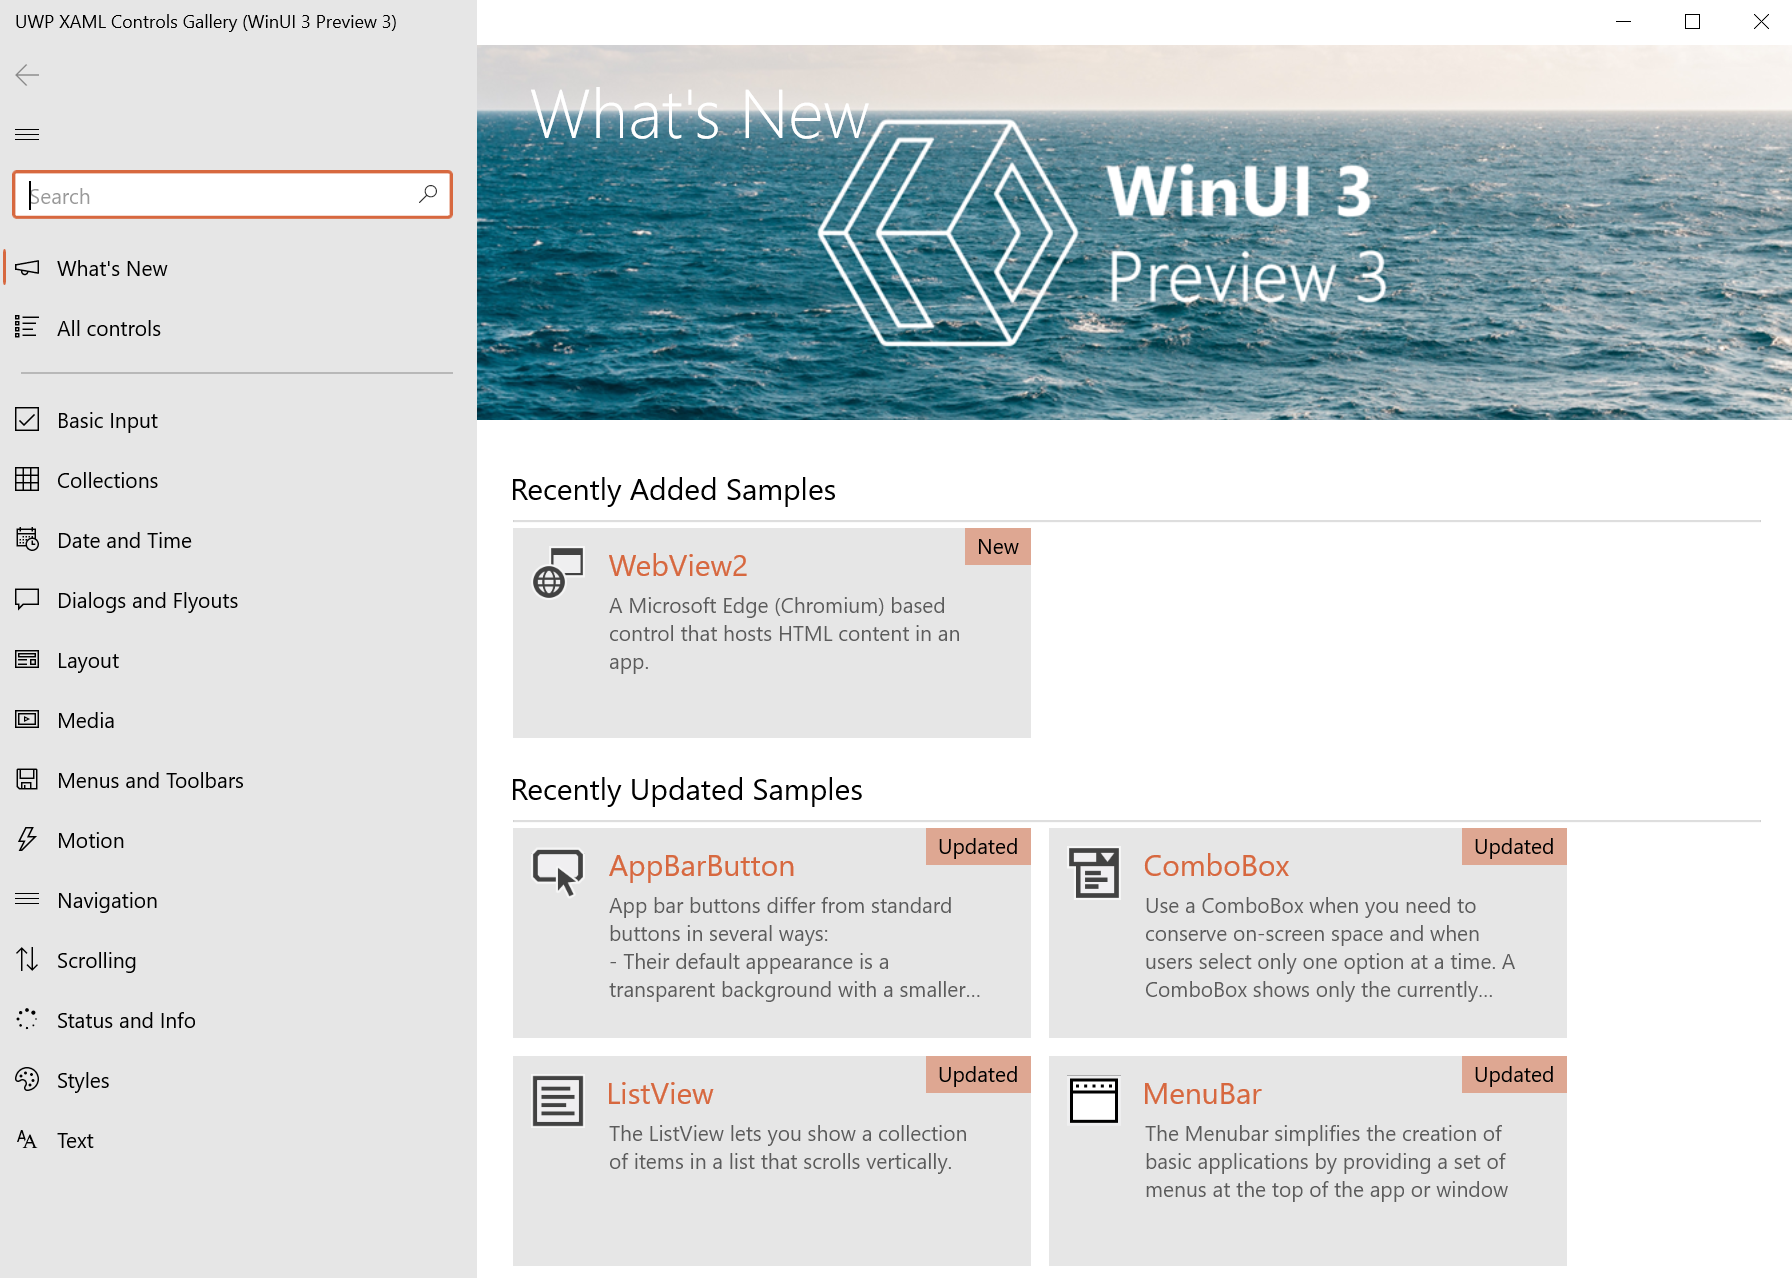 UWP XAML Controls Gallery (WinUI 3 Preview 3)
Search
What's New
All controls
Basic Input
Collections
Date and Time
Dialogs and Flyouts
Layout
Media
Menus and Toolbars
Motion
Navigation
Scrolling
Status and Info
Styles
Text
What's New
WinUI 3
Preview 3
Recently Added Samples
New
WebView2
A Microsoft Edge (Chromium) based
control that hosts HTML content in an
app.
Recently Updated Samples
Updated
AppBarButton
App bar buttons differ from standard
buttons in several ways:
- Their default appearance is a
transparent background with a smaller...
Updated
ComboBox
Use a ComboBox when you need to
conserve on-screen space and when
users select only one option at a time. A
ComboBox shows only the currently...
Updated
ListView
The ListView lets you show a collection
of items in a list that scrolls vertically.
Updated
MenuBar
The Menubar simplifies the creation of
basic applications by providing a set of
menus at the top of the app or window